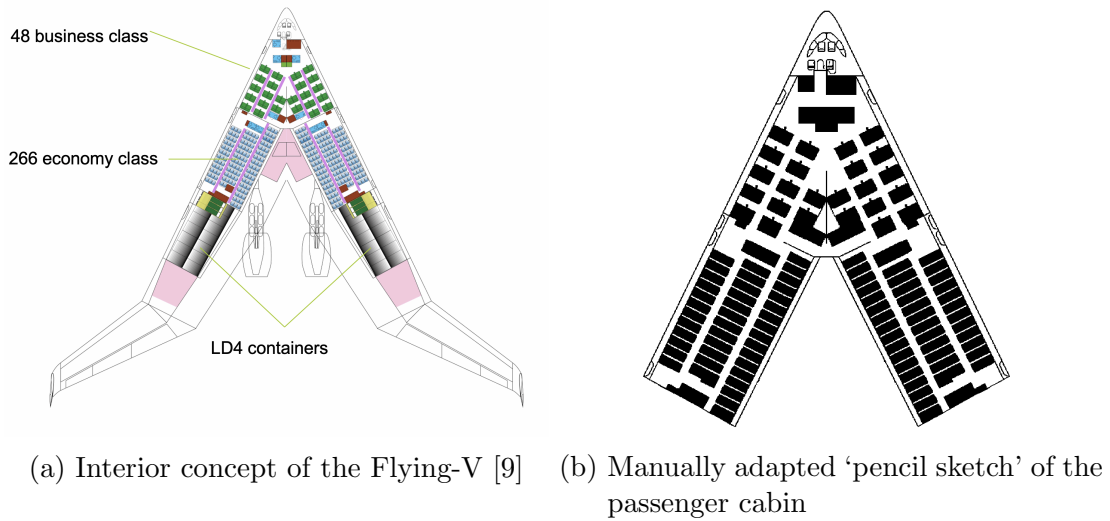 48 business class
266 economy class
LD4 containers
(a) Interior concept of the Flying-V [9]
(b) Manually adapted ‘pencil sketch’ of the
passenger cabin